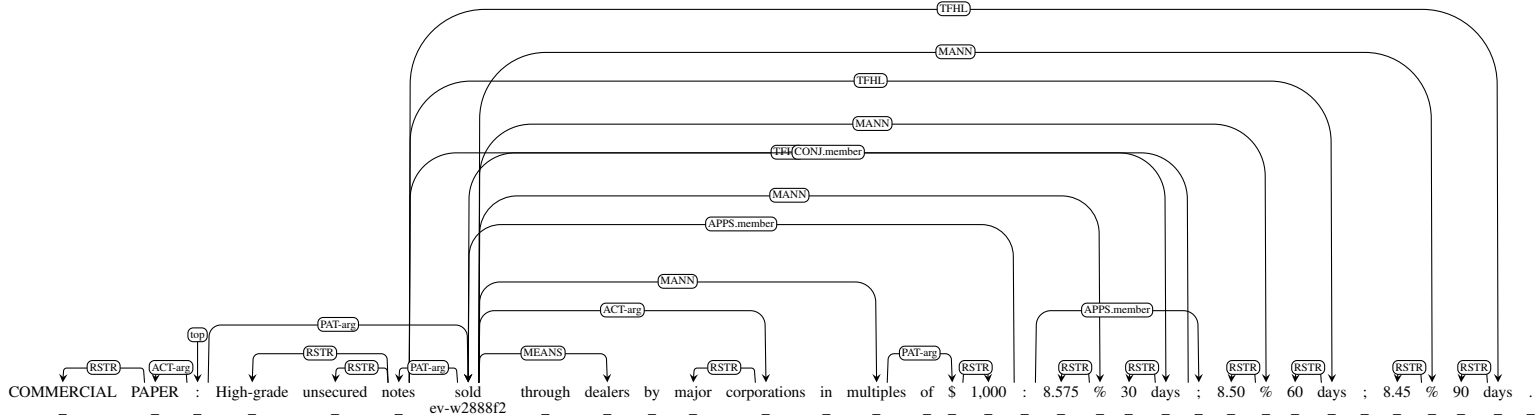 TFHL
MANN
TFHL
MANN
CONJ.member
MANN
APPS.member
MANN
ACT-arg APPS.member
top PAT-arg
RSTR MEANS PAT-arg
RSTR ACT-arg RSTR PAT-arg RSTR RSTR RSTR RSTR RSTR RSTR RSTR RSTR
COMMERCIAL PAPER : High-grade unsecured notes sold through dealers by major corporations in multiples of $ 1,000 : 8.575 % 30 days ; 8.50 % 60 days ; 8.45 % 90 days .
ev-w2888f2
_ _ _ _ _ _ _ _ _ _ _ _ _ _ _ _ _ _ _ _ _ _ _ _ _ _ _ _ _ _ _ _